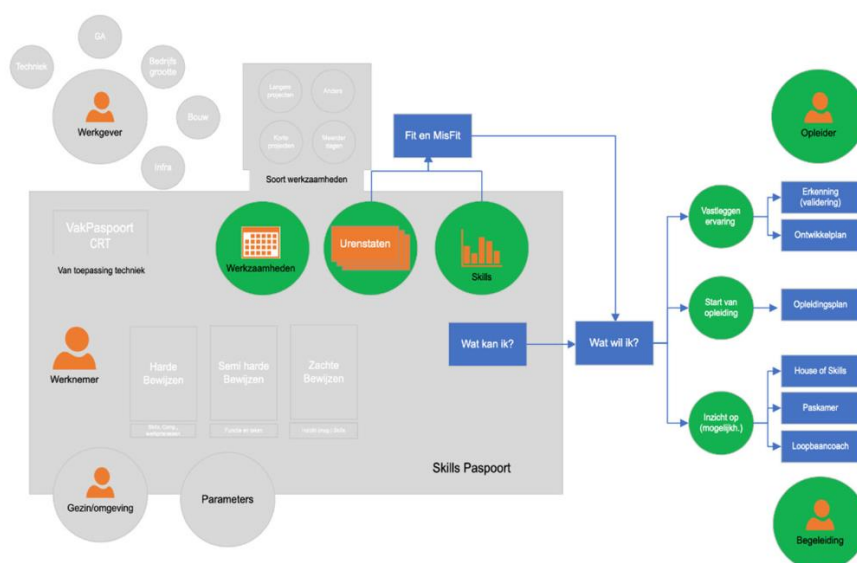 GA
Techniek
Bedrijfs
grootte
Werkgever
Bouw
Infra
Langere
projecten
Anders
Korte
projecten
Meerdere
dagen
Soort werkzaamheden
Fit en MisFit
Opleider
VakPaspoort
CRT
Van toepassing techniek
Werkzaamheden
Urenstaten
Skills
Vastleggen
ervaring
Erkenning
(validering)
Ontwikkelplan
Start van
opleiding
Opleidingsplan
Wat kan ik?
Wat wil ik?
Werknemer
Harde
Bewijzen
Semi harde
Bewijzen
Zachte
Bewijzen
Inzicht op
(mogelijkh.)
House of Skills
Paskamer
Loopbaancoach
Skills Paspoort
Gezin/omgeving
Parameters
Begeleiding